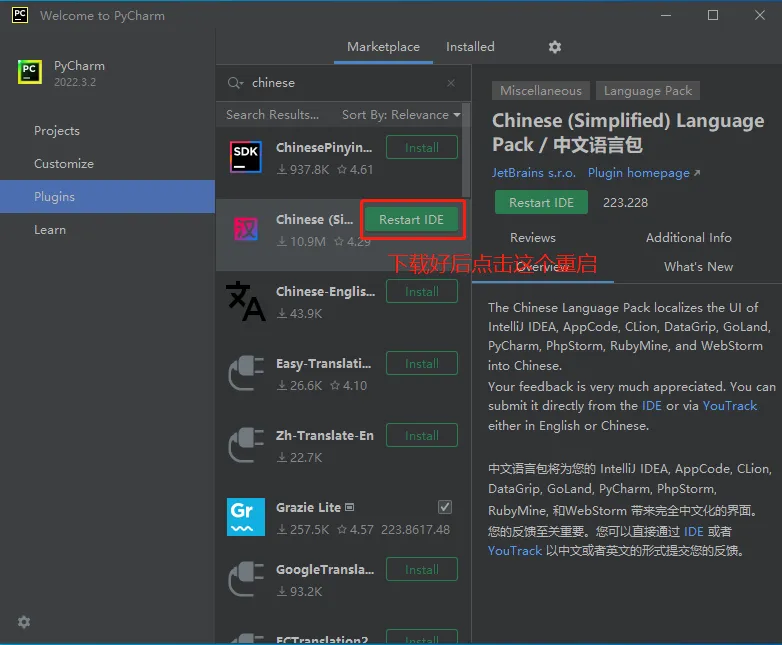 PC Welcome to PyCharm
PC PyCharm
2022.3.2
Projects
Customize
Plugins
Learn
Marketplace Installed
chinese
Search Results... Sort By: Relevance
SDK ChinesePinyin... Install
937.8K 4.61
汉 Chinese (Si... Restart IDE
10.9M 4.29
下载好后点击这个重启
Chinese-Englis... Install
43.9K
Easy-Translati... Install
26.6K 4.10
Zh-Translate-En Install
22.7K
Gr Grazie Lite
257.5K 4.57 223.8617.48
GoogleTransla... Install
93.2K
ECTranslation2 Install
Miscellaneous Language Pack
Chinese (Simplified) Language
Pack / 中文语言包
JetBrains s.r.o. Plugin homepage
Restart IDE 223.228
Reviews Additional Info
Overview What's New
The Chinese Language Pack localizes the UI of
IntelliJ IDEA, AppCode, CLion, DataGrip, GoLand,
PyCharm, PhpStorm, RubyMine, and WebStorm
into Chinese.
Your feedback is very much appreciated. You can
submit it directly from the IDE or via YouTrack
either in English or Chinese.
中文语言包将为您的 IntelliJ IDEA, AppCode, CLion,
DataGrip, GoLand, PyCharm, PhpStorm,
RubyMine, 和WebStorm 带来完全中文化的界面。
您的反馈至关重要。您可以直接通过 IDE 或者
YouTrack 以中文或者英文的形式提交您的反馈。